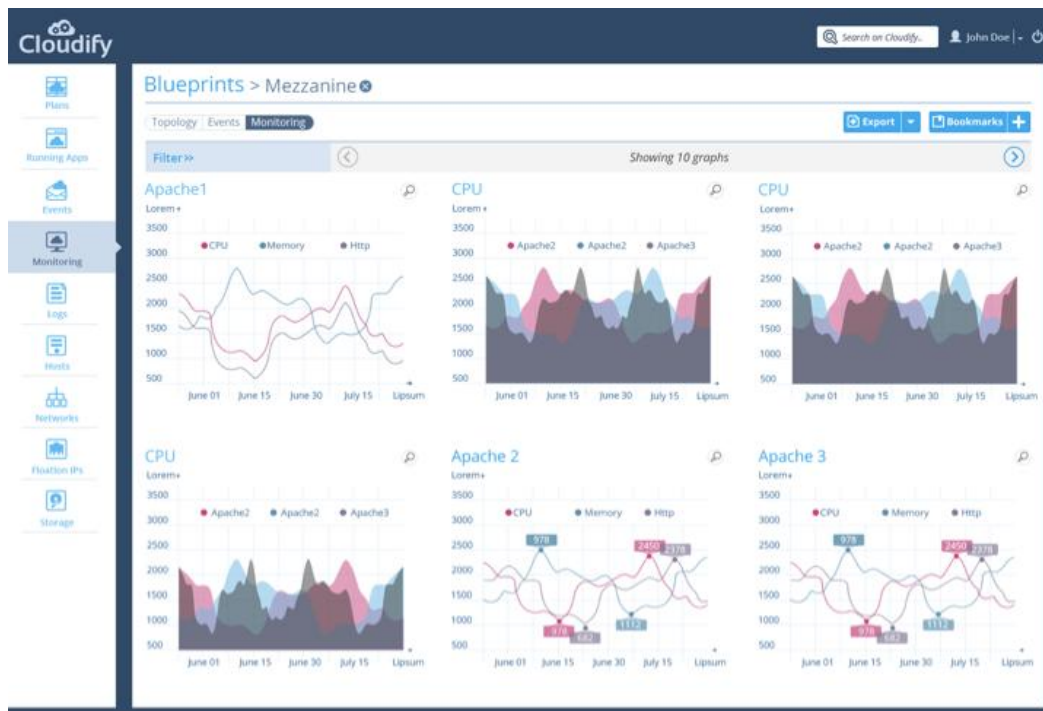 Cloudify
Search on Cloudify..
John Doe
Plans
Running Apps
Events
Monitoring
Logs
Hosts
Networks
Floation IPs
Storage
Blueprints > Mezzanine
Topology Events Monitoring
Export
Bookmarks
Filter>>
Showing 10 graphs
Apache1
Lorem+
3500
CPU Memory Http
3000
2500
2000
1500
1000
500
June 01 June 15 June 30 July 15 Lipsum
CPU
Lorem+
3500
Apache2 Apache2 Apache3
3000
2500
2000
1500
1000
500
June 01 June 15 June 30 July 15 Lipsum
CPU
Lorem+
3500
Apache2 Apache2 Apache3
3000
2500
2000
1500
1000
500
June 01 June 15 June 30 July 15 Lipsum
CPU
Lorem+
3500
Apache2 Apache2 Apache3
3000
2500
2000
1500
1000
500
June 01 June 15 June 30 July 15 Lipsum
Apache 2
Lorem+
3500
CPU Memory Http
3000
978
2500
2450 2378
2000
1500
1000
978 682 1112
500
June 01 June 15 June 30 July 15 Lipsum
Apache 3
Lorem+
3500
CPU Memory Http
3000
978
2500
2450 2378
2000
1500
1000
978 682 1112
500
June 01 June 15 June 30 July 15 Lipsum